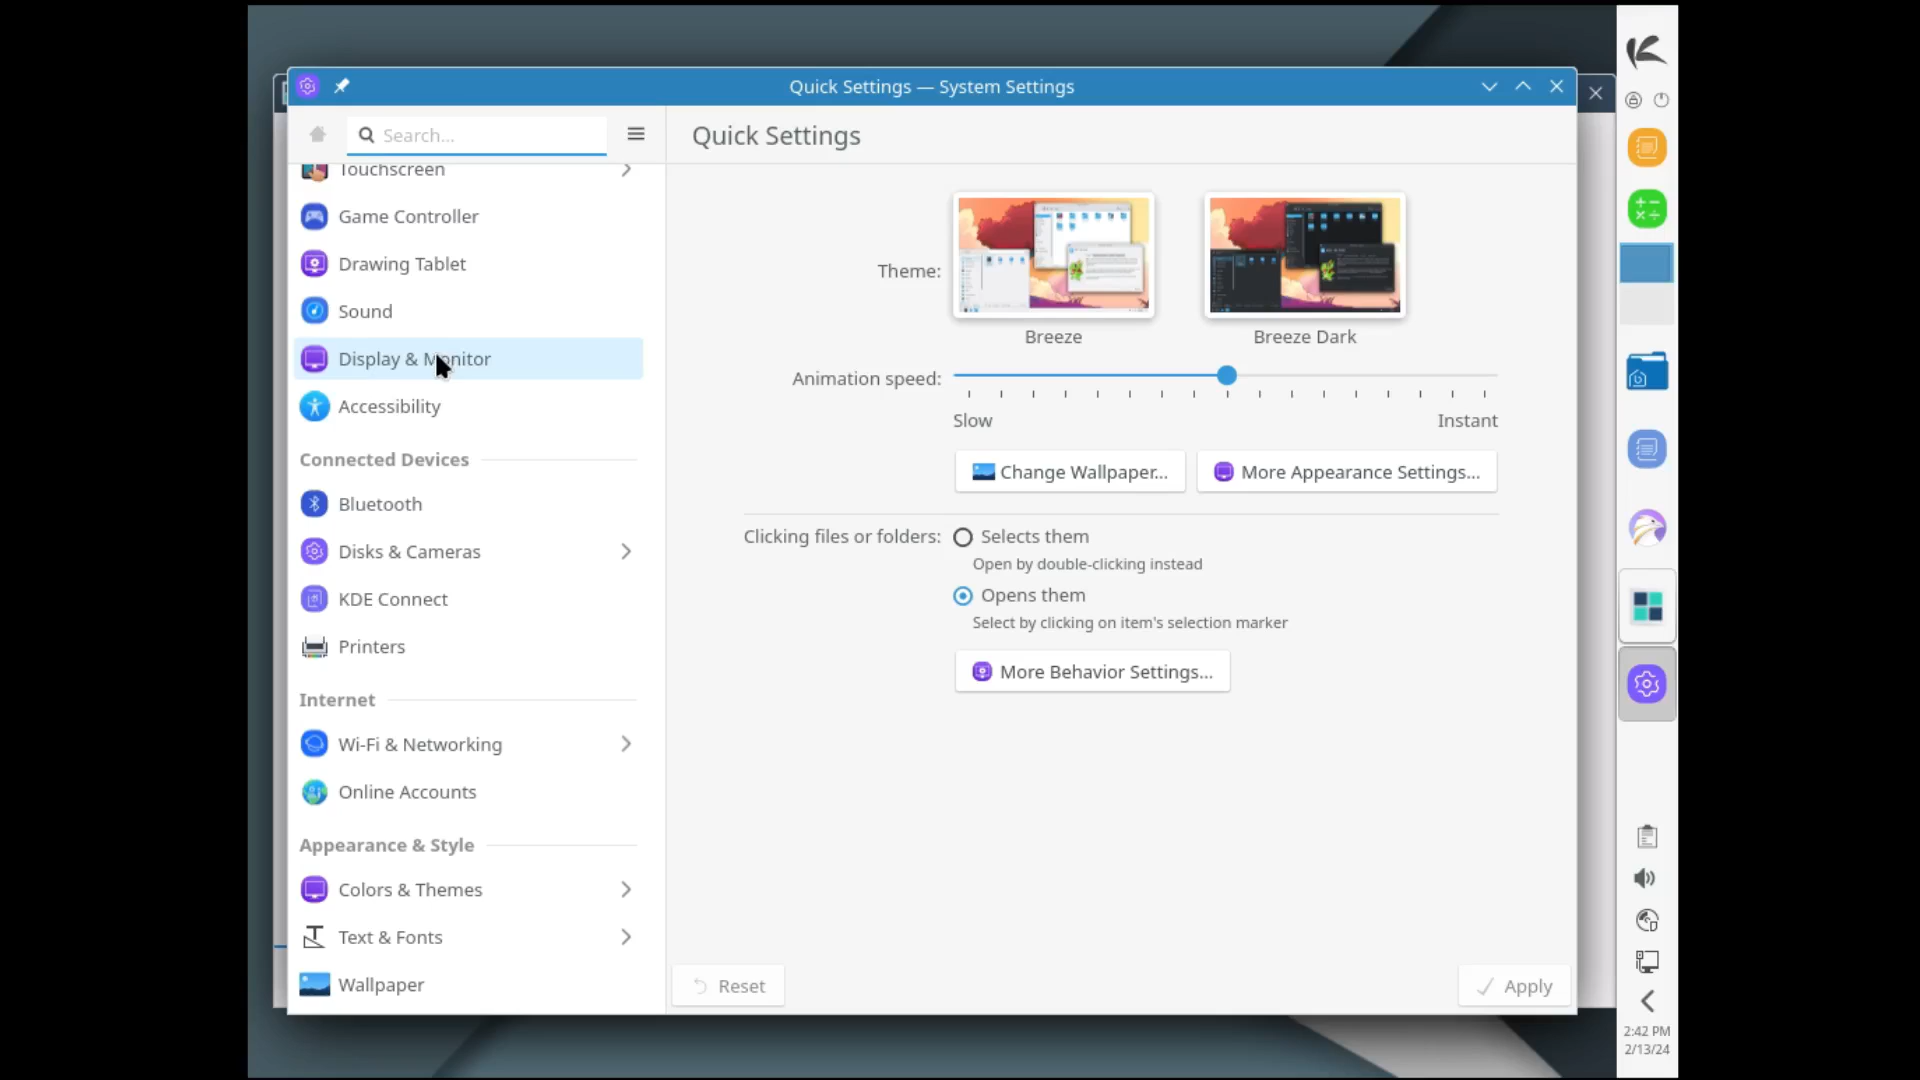 Quick Settings — System Settings
Search...
Quick Settings
Touchscreen
Game Controller
Drawing Tablet
Sound
Display & Monitor
Accessibility
Connected Devices
Bluetooth
Disks & Cameras
KDE Connect
Printers
Internet
Wi-Fi & Networking
Online Accounts
Appearance & Style
Colors & Themes
Text & Fonts
Wallpaper
Theme:
Breeze
Breeze Dark
Animation speed:
Slow
Instant
Change Wallpaper...
More Appearance Settings...
Clicking files or folders:
Selects them
Open by double-clicking instead
Opens them
Select by clicking on item's selection marker
More Behavior Settings...
Reset
Apply
2:42 PM
2/13/24